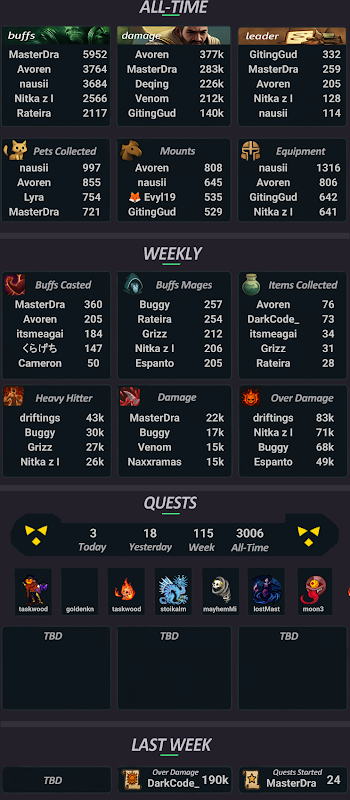 ALL-TIME
buffs
MasterDra 5952
Avoren 3764
nausii 3684
Nitka z l 2566
Rateira 2117
damage
Avoren 377k
MasterDra 283k
Deqing 226k
Venom 212k
GitingGud 140k
leader
GitingGud 332
MasterDra 259
Avoren 205
Nitka z l 128
nausii 114
Pets Collected
nausii 997
Avoren 855
Lyra 754
MasterDra 721
Mounts
Avoren 808
nausii 645
🦊 Evyl19 535
GitingGud 529
Equipment
nausii 1316
Avoren 806
GitingGud 642
Nitka z l 641
WEEKLY
Buffs Casted
MasterDra 360
Avoren 205
itsmeagai 184
くらげち 147
Cameron 50
Buffs Mages
Buggy 257
Rateira 254
Grizz 212
Nitka z l 206
Espanto 205
Items Collected
Avoren 76
DarkCode_ 73
itsmeagai 34
Grizz 31
Rateira 28
Heavy Hitter
driftings 43k
Buggy 30k
Grizz 27k
Nitka z l 26k
Damage
MasterDra 22k
Buggy 17k
Venom 15k
Naxxramas 15k
Over Damage
driftings 83k
Nitka z l 71k
Buggy 68k
Espanto 49k
QUESTS
3 18 115 3006
Today Yesterday Week All-Time
taskwood goldenkn taskwood stoikalm mayhemMi lostMast moon3
TBD TBD TBD
LAST WEEK
TBD
Over Damage
DarkCode_ 190k
Quests Started
MasterDra 24